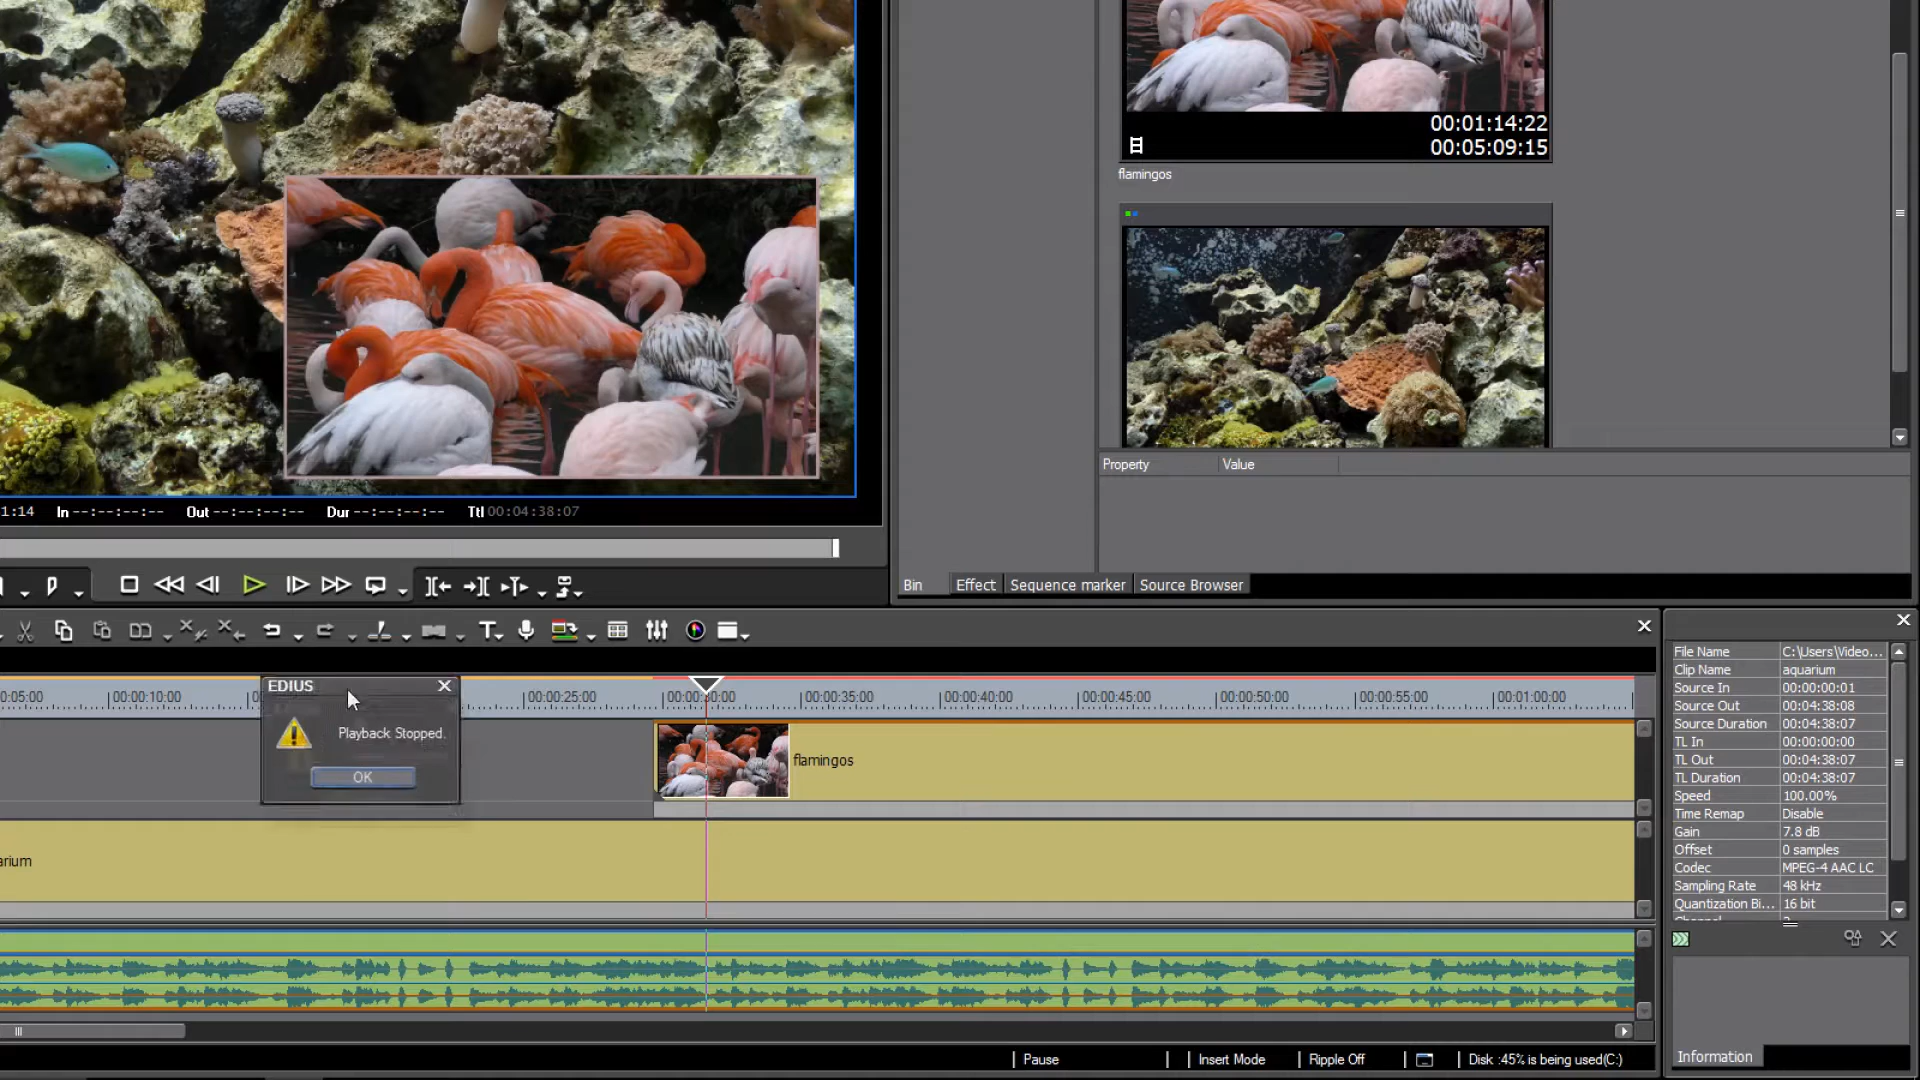 00:01:14:22
00:05:09:15
flamingos
Property Value
1:14 In --:--:--:-- Out --:--:--:-- Dur --:--:--:-- Ttl 00:04:38:07
Bin Effect Sequence marker Source Browser
0:05:00 00:00:10:00 00:00:25:00 00:00:30:00 00:00:35:00 00:00:40:00 00:00:45:00 00:00:50:00 00:00:55:00 00:01:00:00
EDIUS
Playback Stopped.
OK
flamingos
arium
File Name C:\Users\Video...
Clip Name aquarium
Source In 00:00:00:01
Source Out 00:04:38:08
Source Duration 00:04:38:07
TL In 00:00:00:00
TL Out 00:04:38:07
TL Duration 00:04:38:07
Speed 100.00%
Time Remap Disable
Gain 7.8 dB
Offset 0 samples
Codec MPEG-4 AAC LC
Sampling Rate 48 kHz
Quantization Bi... 16 bit
Information
Pause Insert Mode Ripple Off Disk :45% is being used(C:)